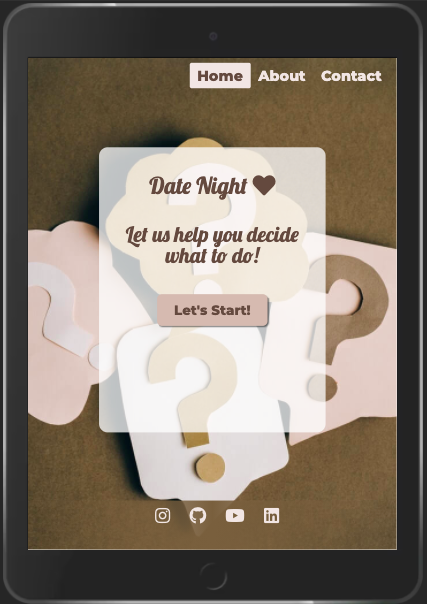 Home About Contact
Date Night
Let us help you decide
what to do!
Let's Start!